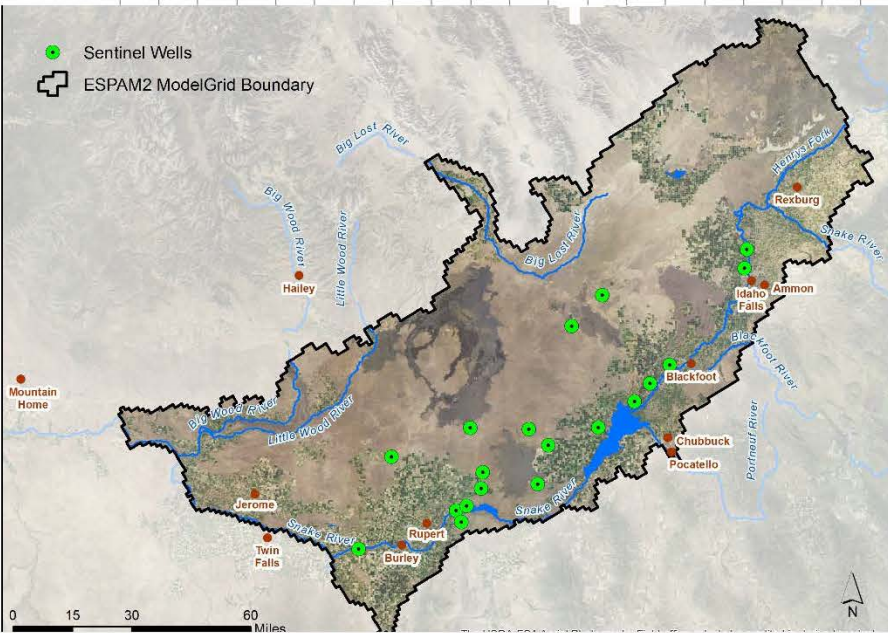 Sentinel Wells
ESPAM2 ModelGrid Boundary
Big Lost River
Henrys Fork
Rexburg
Big Wood River
Little Wood River
Snake River
Big Lost River
Hailey
Idaho
Falls
Ammon
Blackfoot River
Blackfoot
Mountain
Home
Big Wood River
Little Wood River
Portneuf River
Chubbuck
Pocatello
Jerome
Snake River
Snake River
Rupert
Twin
Falls
Burley
N
0 15 30 60
Miles